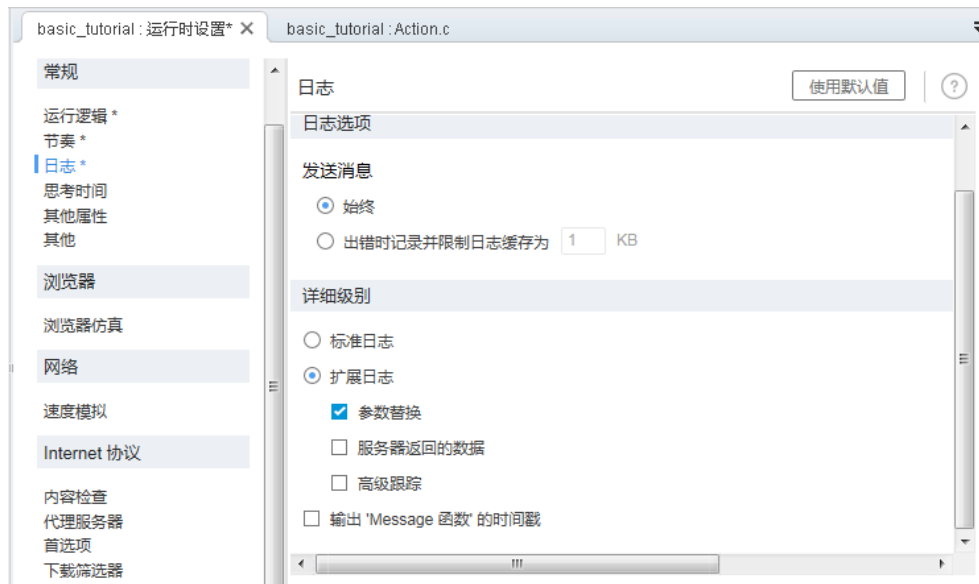 basic_tutorial : 运行时设置*
basic_tutorial : Action.c
常规
运行逻辑 *
节奏 *
日志 *
思考时间
其他属性
其他
浏览器
浏览器仿真
网络
速度模拟
Internet 协议
内容检查
代理服务器
首选项
下载筛选器
日志
使用默认值
?
日志选项
发送消息
始终
出错时记录并限制日志缓存为 1 KB
详细级别
标准日志
扩展日志
参数替换
服务器返回的数据
高级跟踪
输出 'Message 函数' 的时间戳